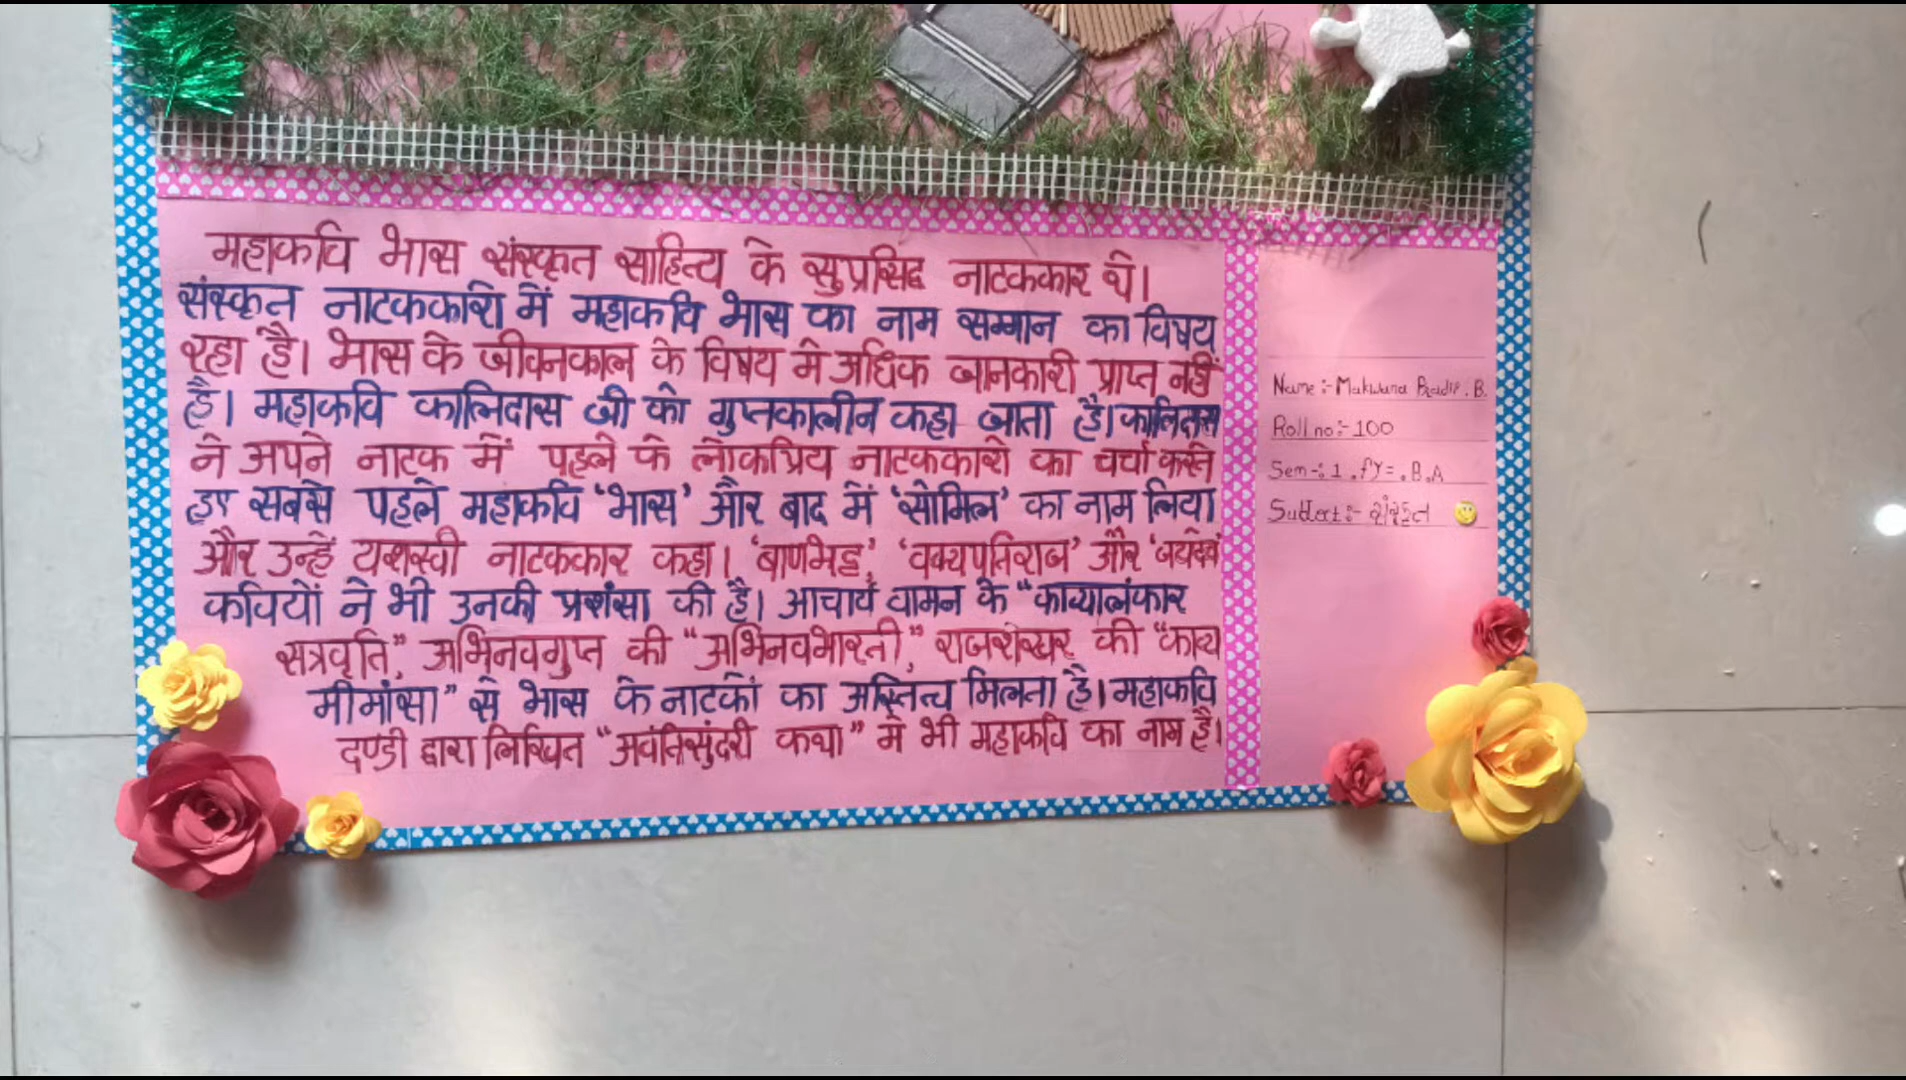 महाकवि भास संस्कृत साहित्य के सुप्रसिद्ध नाटककार थे।
संस्कृत नाटककारो में महाकवि भास का नाम सम्मान का विषय
रहा है। भास के जीवनकाल के विषय मे अधिक जानकारी प्राप्त नहीं
है। महाकवि कालिदास जी को गुप्तकालीन कहा जाता है। कालिदास
ने अपने नाटक में पहले के लोकप्रिय नाटककारो का चर्चा करते
हुए सबसे पहले महाकवि ‘भास’ और बाद में ‘सोमिल’ का नाम लिया
और उन्हें यशस्वी नाटककार कहा। ‘बाणभट्ट’, ‘वक्यपतिराज’ और ‘जयदेव’
कवियों ने भी उनकी प्रशंसा की है। आचार्य वामन के “काव्यालंकार
सत्रवृति”, अभिनवगुप्त की “अभिनवभारती”, राजशेखर की “काव्य
मीमांसा” से भास के नाटकों का अस्तित्व मिलता है। महाकवि
दण्डी द्वारा लिखित “अवंतिसुंदरी कथा” मे भी महाकवि का नाम है।
Name :- Makwana Pradip . B.
Roll no :- 100
Sem -: 1 . fy = . B.A
Subject :- સંસ્કૃત